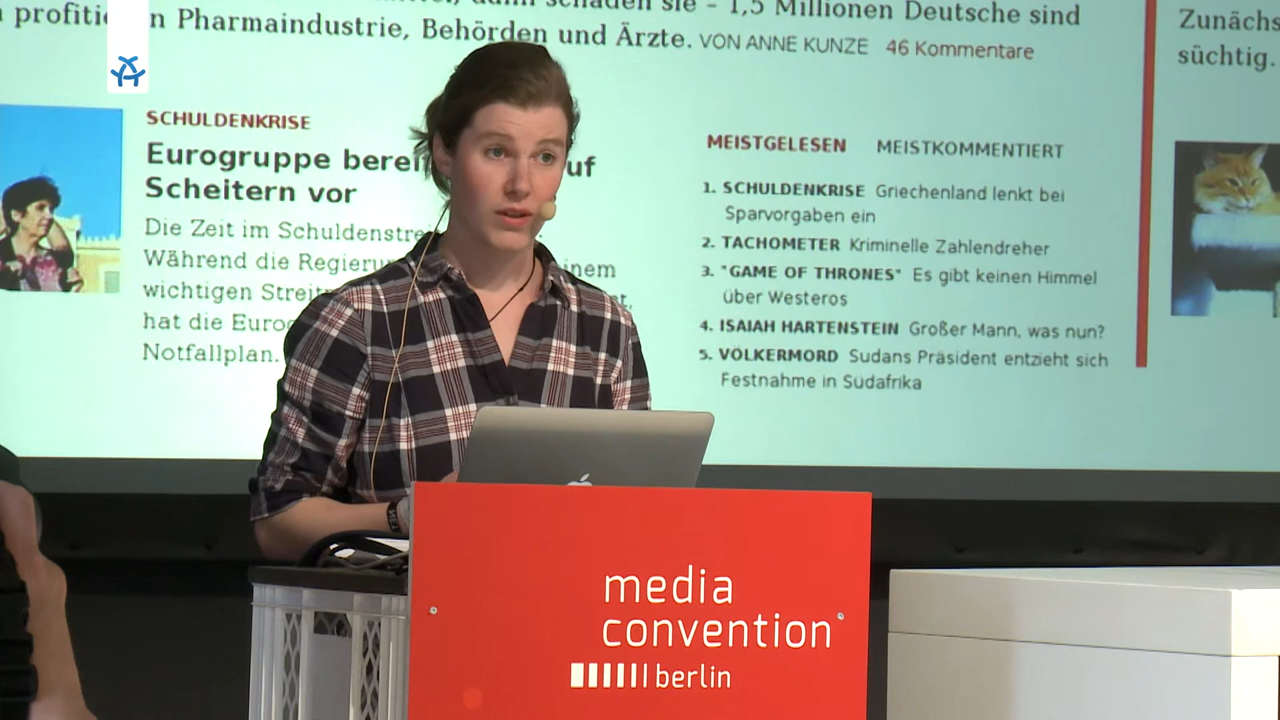 dann schaden sie – 1,5 Millionen Deutsche sind
Pharmaindustrie, Behörden und Ärzte. VON ANNE KUNZE 46 Kommentare
Zunächs
süchtig.
SCHULDENKRISE
Eurogruppe berei uf
Scheitern vor
Die Zeit im Schuldenstre
Während die Regierun einem
wichtigen Streit
hat die Euro
Notfallplan.
MEISTGELESEN MEISTKOMMENTIERT
1. SCHULDENKRISE Griechenland lenkt bei
Sparvorgaben ein
2. TACHOMETER Kriminelle Zahlendreher
3. "GAME OF THRONES" Es gibt keinen Himmel
über Westeros
4. ISAIAH HARTENSTEIN Großer Mann, was nun?
5. VÖLKERMORD Sudans Präsident entzieht sich
Festnahme in Südafrika
media
convention
berlin